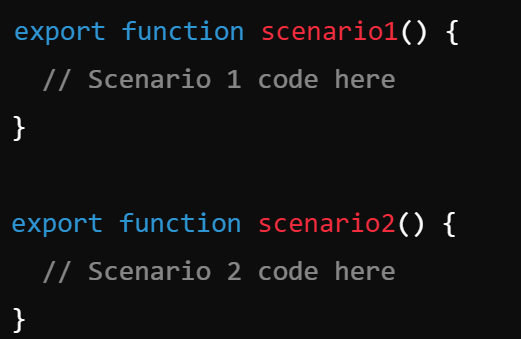 export function scenario1() {
  // Scenario 1 code here
}

export function scenario2() {
  // Scenario 2 code here
}